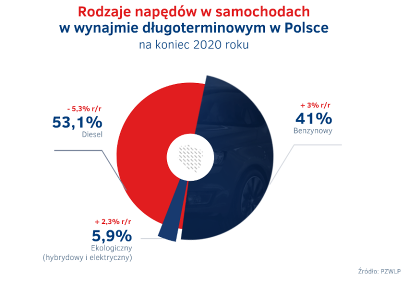 Rodzaje napędów w samochodach
w wynajmie długoterminowym w Polsce
na koniec 2020 roku
- 5,3% r/r
53,1%
Diesel
+ 3% r/r
41%
Benzynowy
+ 2,3% r/r
5,9%
Ekologiczny
(hybrydowy i elektryczny)
Źródło: PZWLP